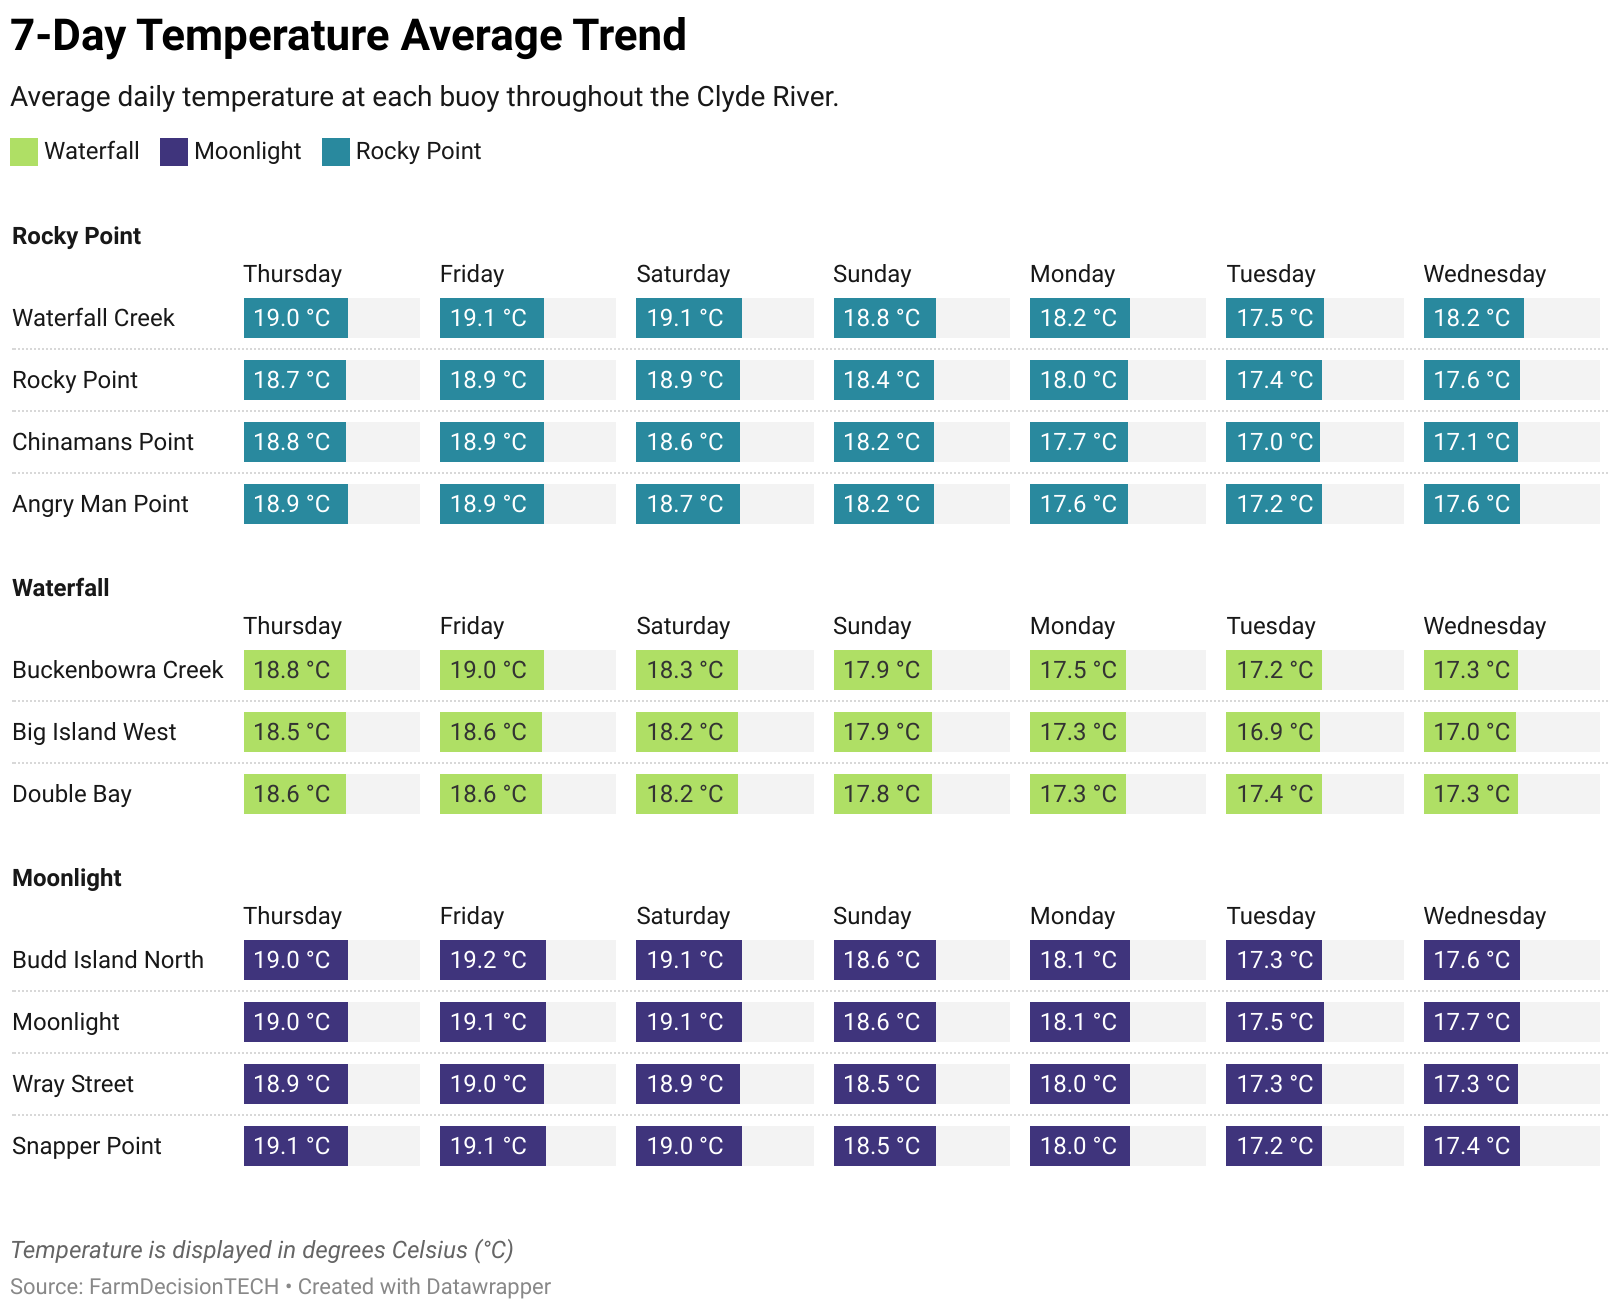 7-Day Temperature Average Trend
Average daily temperature at each buoy throughout the Clyde River.
Waterfall Moonlight Rocky Point
Rocky Point
Thursday Friday Saturday Sunday Monday Tuesday Wednesday
Waterfall Creek 19.0 °C 19.1 °C 19.1 °C 18.8 °C 18.2 °C 17.5 °C 18.2 °C
Rocky Point 18.7 °C 18.9 °C 18.9 °C 18.4 °C 18.0 °C 17.4 °C 17.6 °C
Chinamans Point 18.8 °C 18.9 °C 18.6 °C 18.2 °C 17.7 °C 17.0 °C 17.1 °C
Angry Man Point 18.9 °C 18.9 °C 18.7 °C 18.2 °C 17.6 °C 17.2 °C 17.6 °C
Waterfall
Thursday Friday Saturday Sunday Monday Tuesday Wednesday
Buckenbowra Creek 18.8 °C 19.0 °C 18.3 °C 17.9 °C 17.5 °C 17.2 °C 17.3 °C
Big Island West 18.5 °C 18.6 °C 18.2 °C 17.9 °C 17.3 °C 16.9 °C 17.0 °C
Double Bay 18.6 °C 18.6 °C 18.2 °C 17.8 °C 17.3 °C 17.4 °C 17.3 °C
Moonlight
Thursday Friday Saturday Sunday Monday Tuesday Wednesday
Budd Island North 19.0 °C 19.2 °C 19.1 °C 18.6 °C 18.1 °C 17.3 °C 17.6 °C
Moonlight 19.0 °C 19.1 °C 19.1 °C 18.6 °C 18.1 °C 17.5 °C 17.7 °C
Wray Street 18.9 °C 19.0 °C 18.9 °C 18.5 °C 18.0 °C 17.3 °C 17.3 °C
Snapper Point 19.1 °C 19.1 °C 19.0 °C 18.5 °C 18.0 °C 17.2 °C 17.4 °C
Temperature is displayed in degrees Celsius (°C)
Source: FarmDecisionTECH • Created with Datawrapper